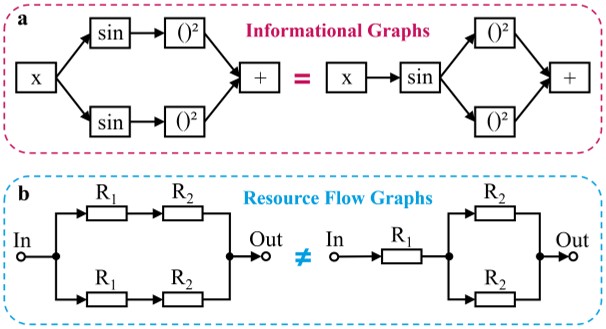 a
Informational Graphs
x
sin
()²
sin
()²
+
=
x
sin
()²
()²
+
b
Resource Flow Graphs
In
R₁
R₂
R₁
R₂
Out
≠
In
R₁
R₂
R₂
Out